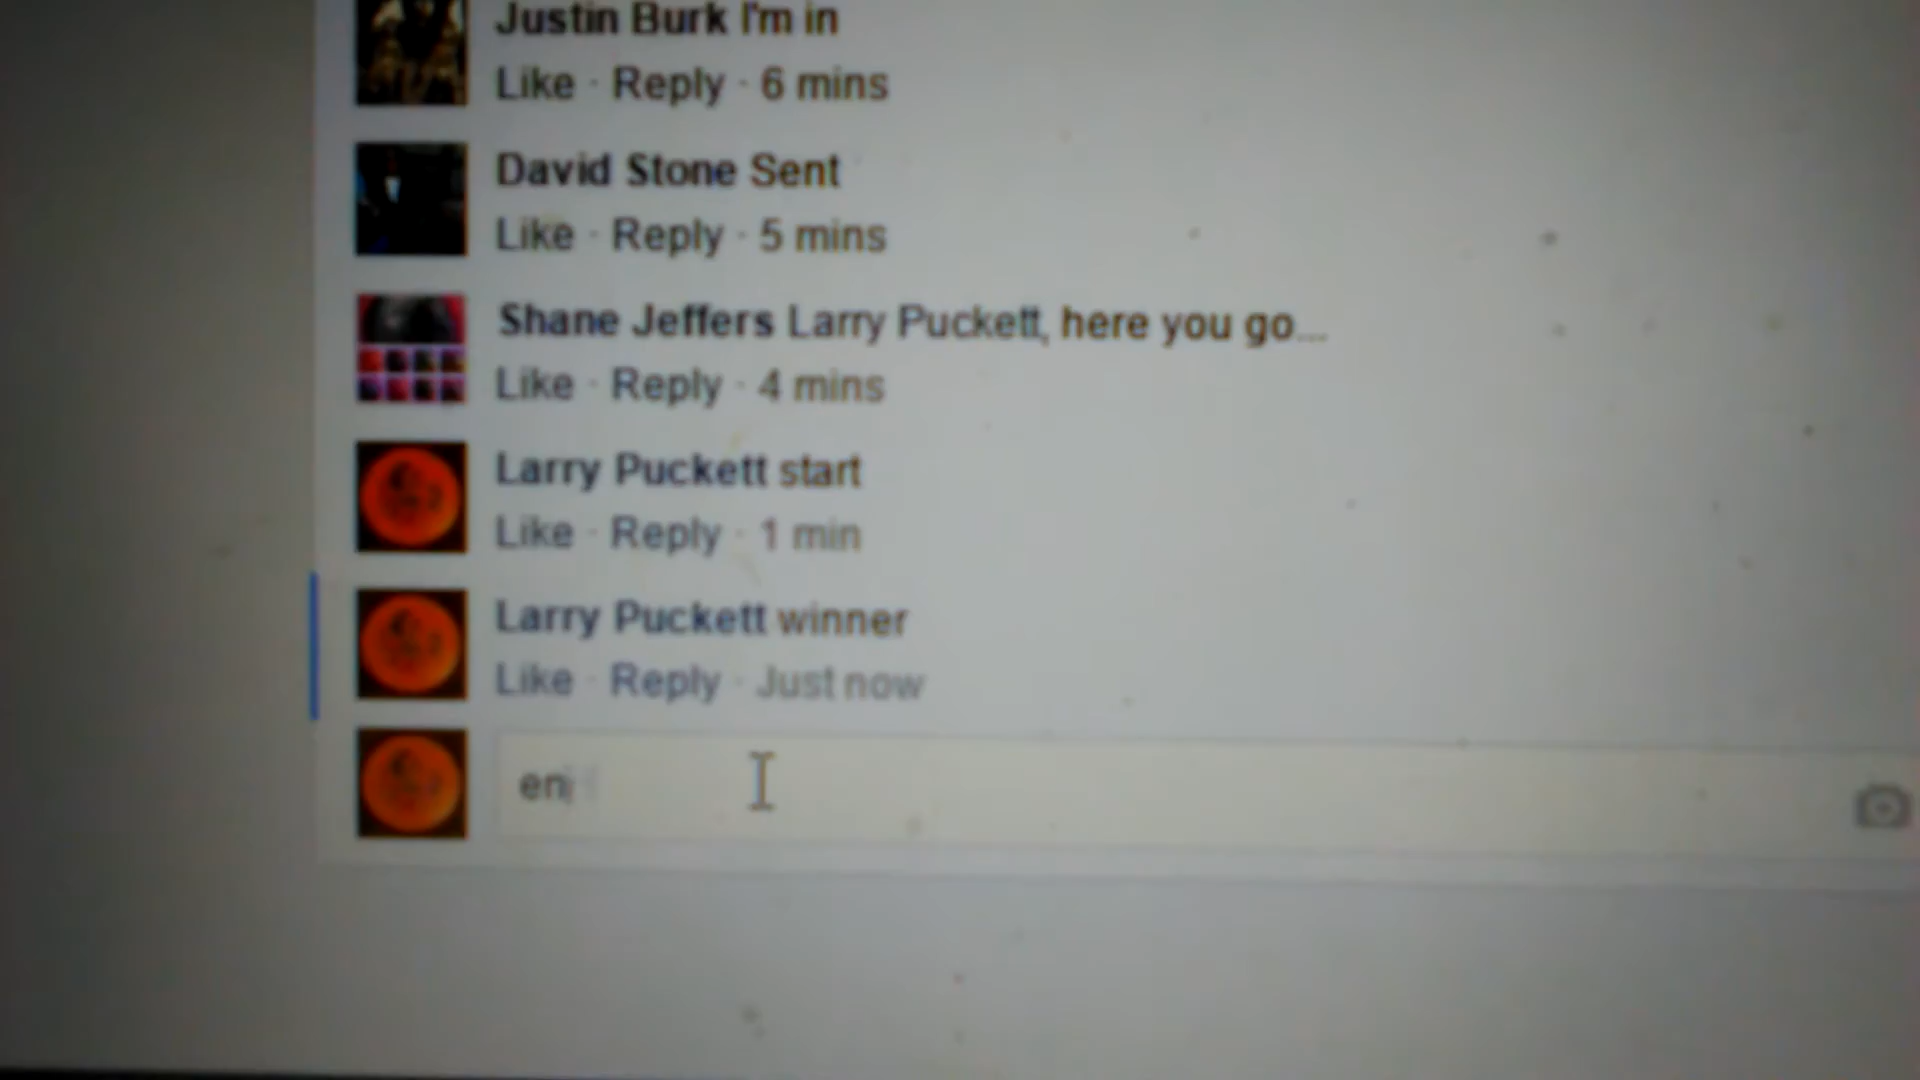 Justin Burk I'm in
Like · Reply · 6 mins
David Stone Sent
Like · Reply · 5 mins
Shane Jeffers Larry Puckett, here you go...
Like · Reply · 4 mins
Larry Puckett start
Like · Reply · 1 min
Larry Puckett winner
Like · Reply · Just now
en